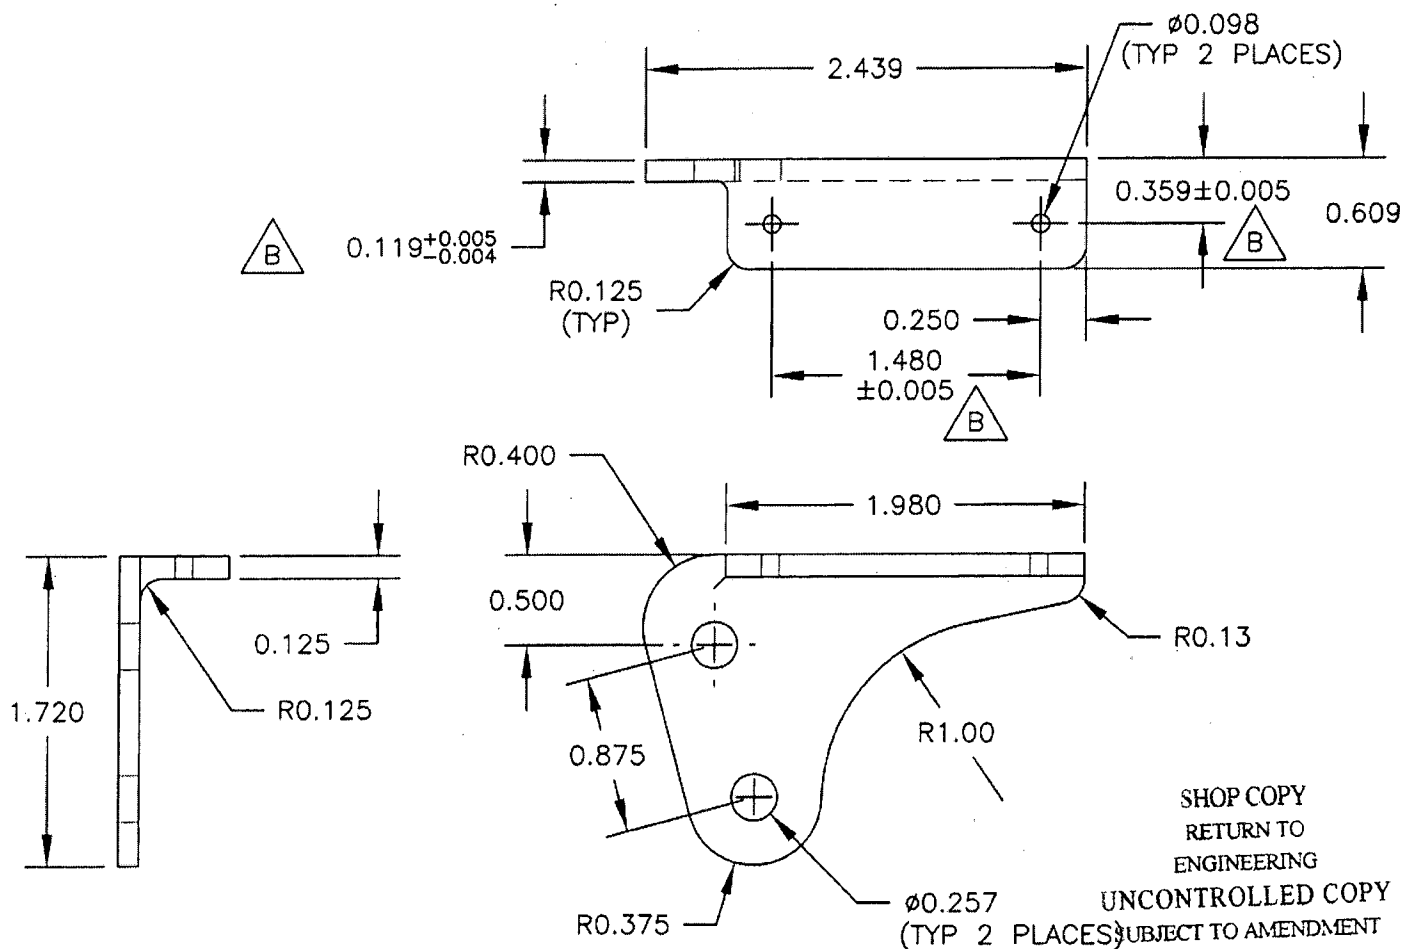 ø0.098
(TYP 2 PLACES)
2.439
0.359±0.005
0.609
B
0.119+0.005
-0.004
B
R0.125
(TYP)
0.250
1.480
±0.005
B
R0.400
1.980
0.500
0.125
R0.13
1.720
R0.125
0.875
R1.00
SHOP COPY
RETURN TO
ENGINEERING
UNCONTROLLED COPY
SUBJECT TO AMENDMENT
R0.375
ø0.257
(TYP 2 PLACES)